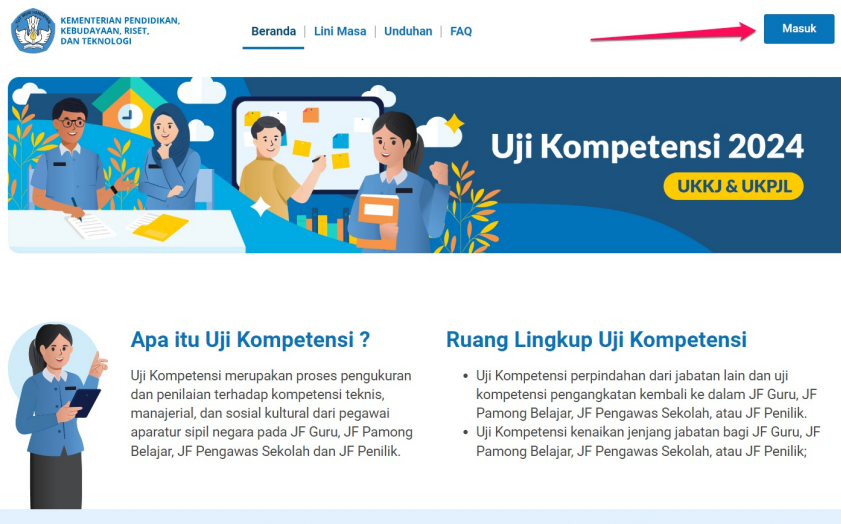 KEMENTERIAN PENDIDIKAN,
KEBUDAYAAN, RISET,
DAN TEKNOLOGI
Beranda | Lini Masa | Unduhan | FAQ
Masuk
Uji Kompetensi 2024
UKKJ & UKPJL
Apa itu Uji Kompetensi ?
Uji Kompetensi merupakan proses pengukuran
dan penilaian terhadap kompetensi teknis,
manajerial, dan sosial kultural dari pegawai
aparatur sipil negara pada JF Guru, JF Pamong
Belajar, JF Pengawas Sekolah dan JF Penilik.
Ruang Lingkup Uji Kompetensi
• Uji Kompetensi perpindahan dari jabatan lain dan uji
kompetensi pengangkatan kembali ke dalam JF Guru, JF
Pamong Belajar, JF Pengawas Sekolah, atau JF Penilik.
• Uji Kompetensi kenaikan jenjang jabatan bagi JF Guru, JF
Pamong Belajar, JF Pengawas Sekolah, atau JF Penilik;